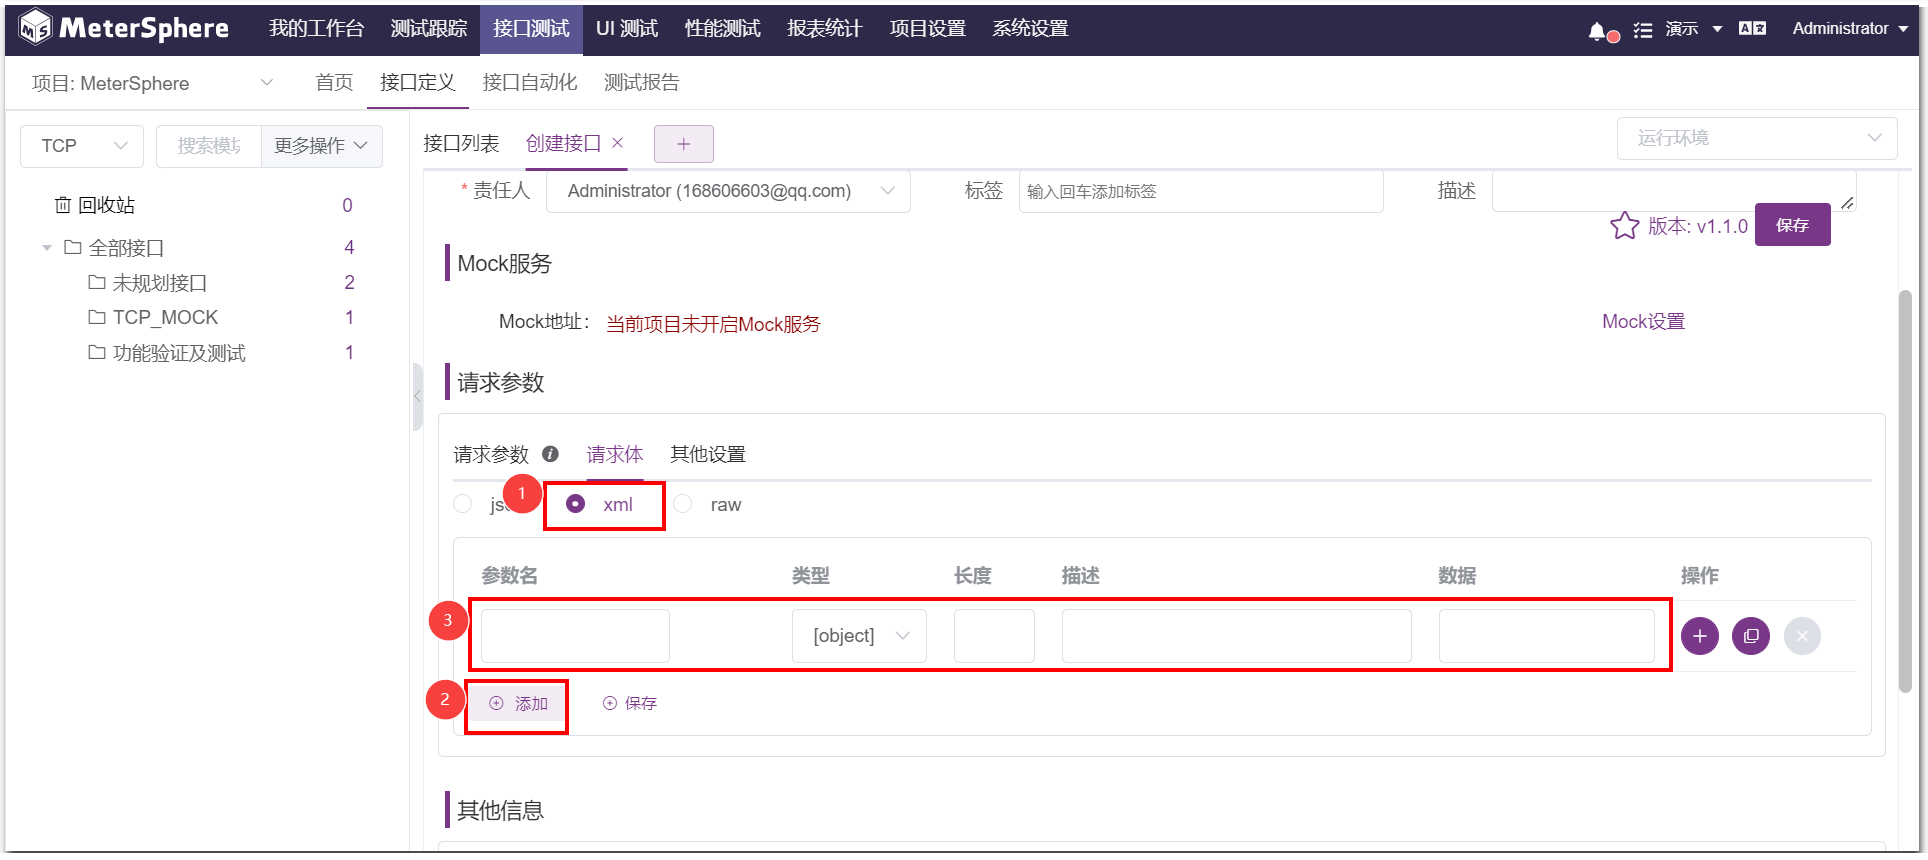 MeterSphere 我的工作台 测试跟踪 接口测试 UI 测试 性能测试 报表统计 项目设置 系统设置 演示 Administrator
项目: MeterSphere 首页 接口定义 接口自动化 测试报告
TCP 搜索模块 更多操作 接口列表 创建接口 × + 运行环境
* 责任人 Administrator (168606603@qq.com) 标签 输入回车添加标签 描述
回收站 0
版本: v1.1.0 保存
全部接口 4
Mock服务
未规划接口 2
TCP_MOCK 1
Mock地址: 当前项目未开启Mock服务 Mock设置
功能验证及测试 1
请求参数
请求参数 请求体 其他设置
1
xml raw
参数名 类型 长度 描述 数据 操作
3 [object]
2 添加 保存
其他信息